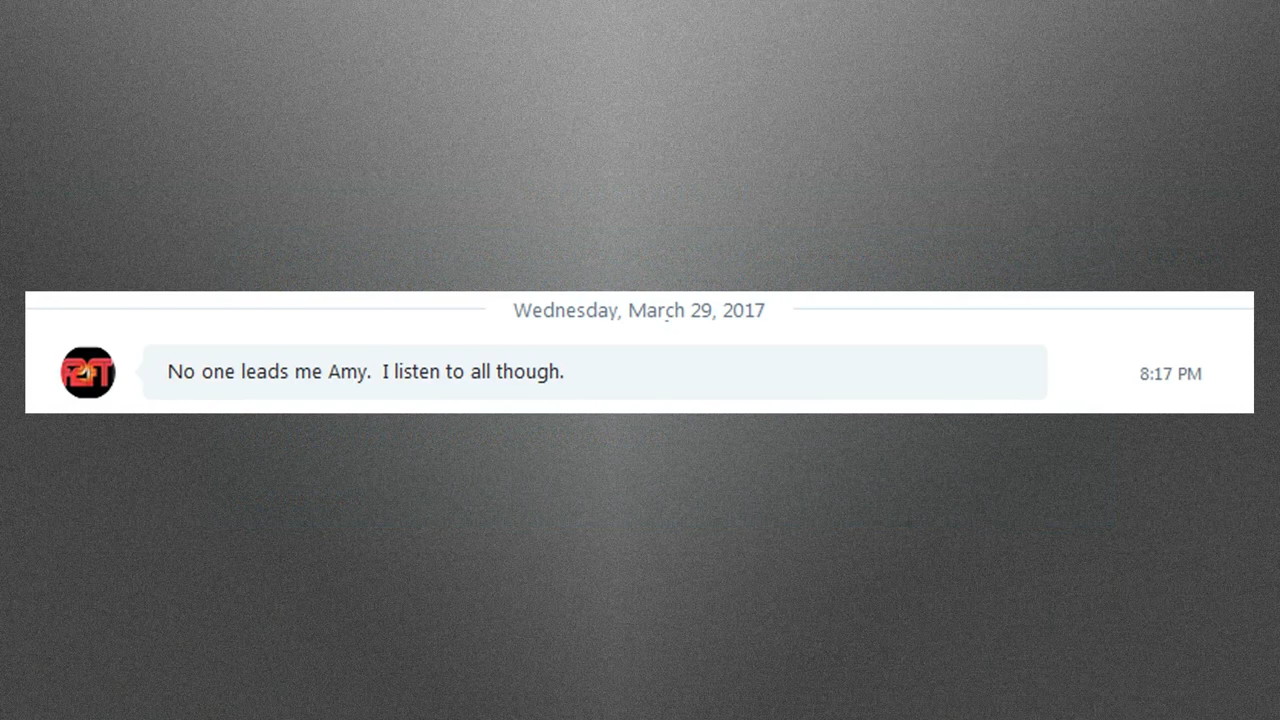 Wednesday, March 29, 2017
No one leads me Amy.  I listen to all though.
8:17 PM